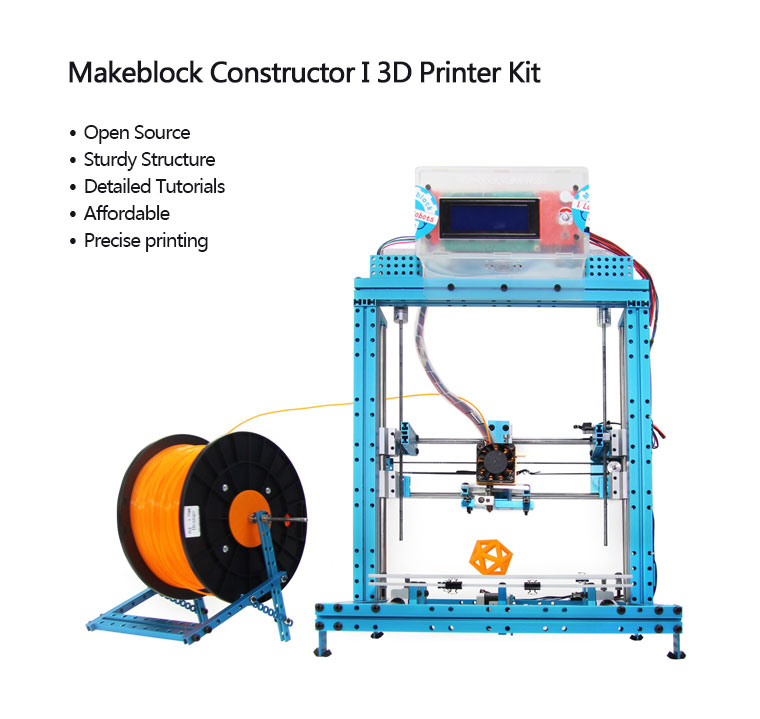 Makeblock Constructor I 3D Printer Kit
• Open Source
• Sturdy Structure
• Detailed Tutorials
• Affordable
• Precise printing